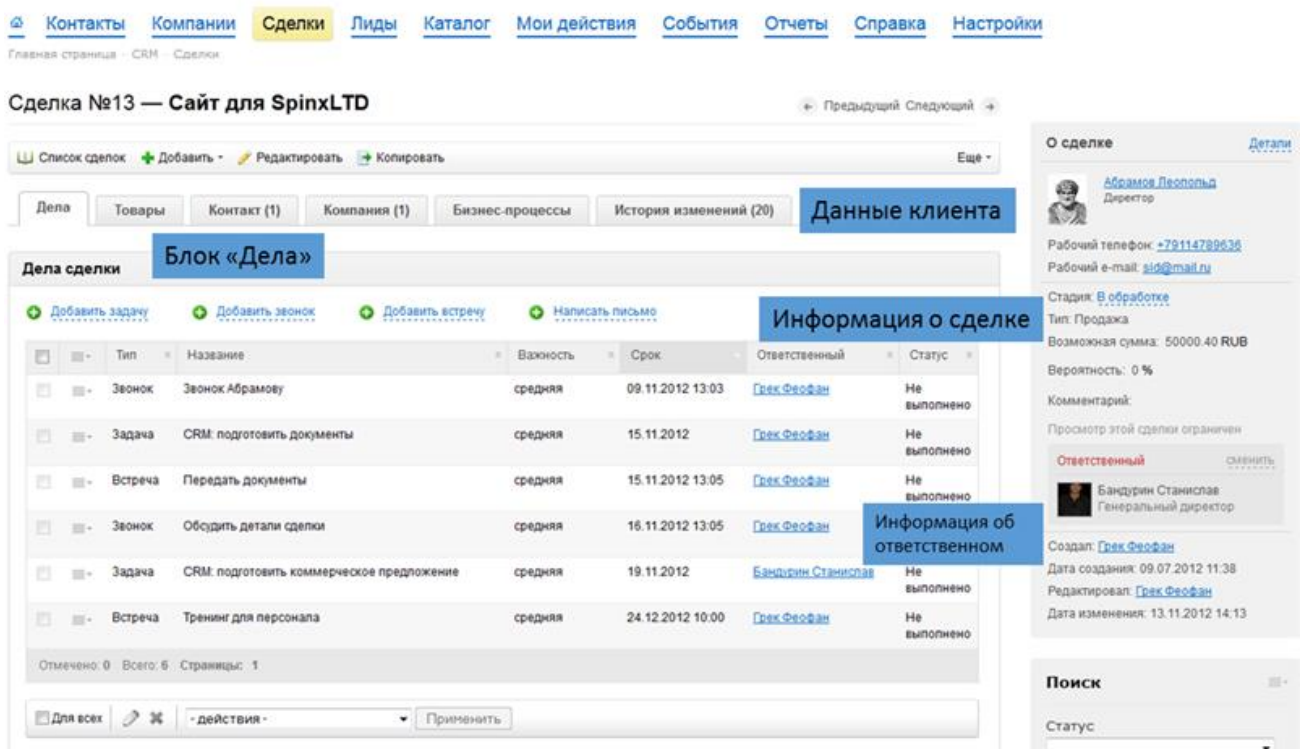 Контакты Компании Сделки Лиды Каталог Мои действия События Отчеты Справка Настройки
Главная страница · CRM · Сделки
Сделка №13 — Сайт для SpinxLTD
Предыдущий Следующий
Список сделок Добавить Редактировать Копировать Еще
Дела Товары Контакт (1) Компания (1) Бизнес-процессы История изменений (20)
Данные клиента
Блок «Дела»
Дела сделки
Добавить задачу Добавить звонок Добавить встречу Написать письмо
Информация о сделке
Тип Название Важность Срок Ответственный Статус
Звонок Звонок Абрамову средняя 09.11.2012 13:03 Грек Феофан Не
выполнено
Задача CRM: подготовить документы средняя 15.11.2012 Грек Феофан Не
выполнено
Встреча Передать документы средняя 15.11.2012 13:05 Грек Феофан Не
выполнено
Звонок Обсудить детали сделки средняя 16.11.2012 13:05 Грек Феофан
Информация об
ответственном
Задача CRM: подготовить коммерческое предложение средняя 19.11.2012 Бандурин Станислав Не
выполнено
Встреча Тренинг для персонала средняя 24.12.2012 10:00 Грек Феофан Не
выполнено
Отмечено: 0 Всего: 6 Страницы: 1
Для всех - действия - Применить
О сделке Детали
Абрамов Леопольд
Директор
Рабочий телефон: +79114789636
Рабочий e-mail: sid@mail.ru
Стадия: В обработке
Тип: Продажа
Возможная сумма: 50000.40 RUB
Вероятность: 0 %
Комментарий:
Просмотр этой сделки ограничен
Ответственный сменить
Бандурин Станислав
Генеральный директор
Создал: Грек Феофан
Дата создания: 09.07.2012 11:38
Редактировал: Грек Феофан
Дата изменения: 13.11.2012 14:13
Поиск
Статус